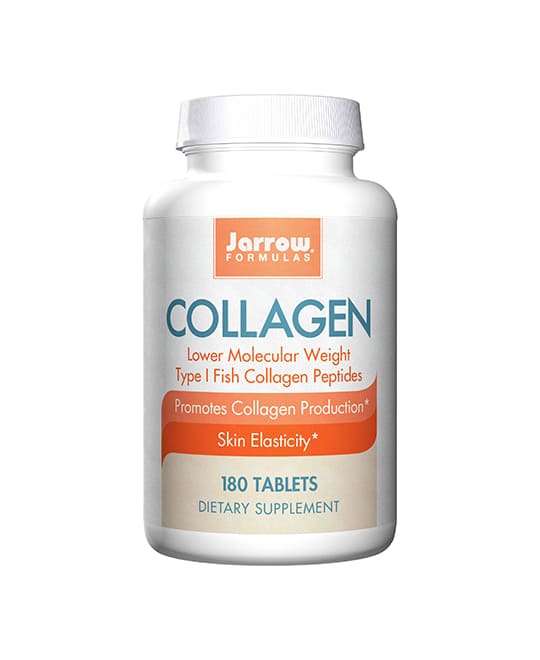 Jarrow®
FORMULAS
COLLAGEN
Lower Molecular Weight
Type I Fish Collagen Peptides
Promotes Collagen Production*
Skin Elasticity*
180 TABLETS
DIETARY SUPPLEMENT